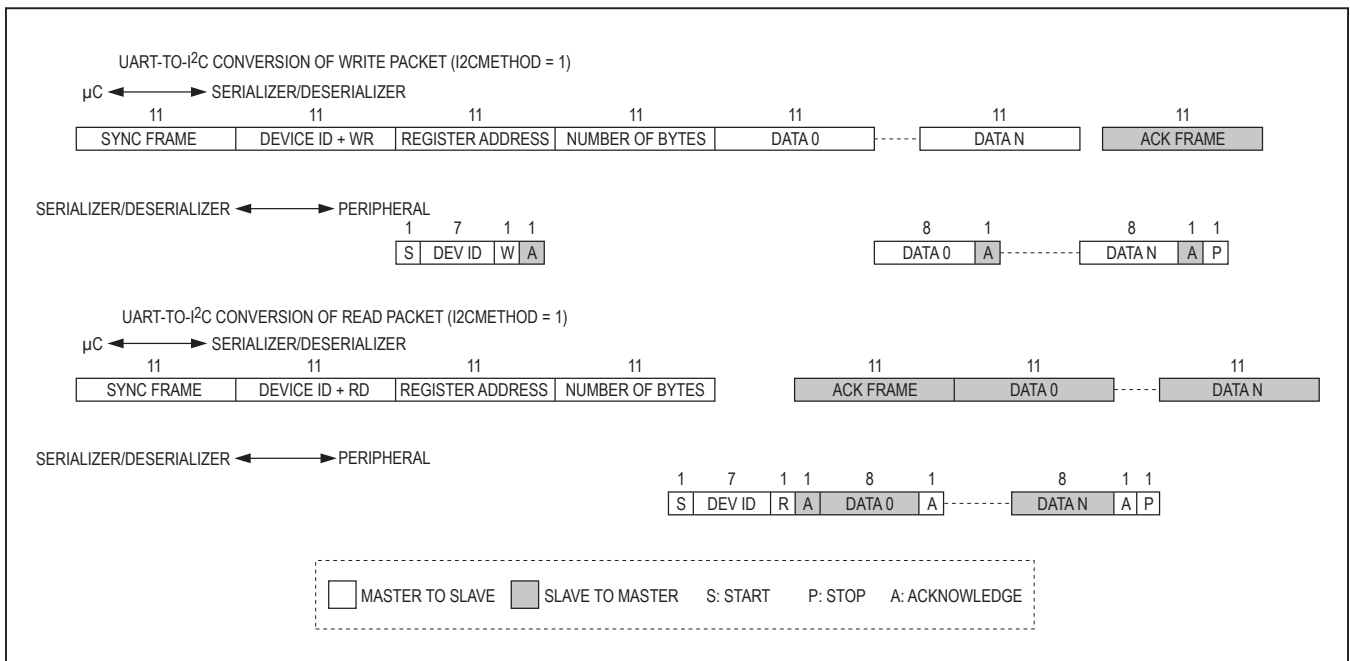 UART-TO-I2C CONVERSION OF WRITE PACKET (I2CMETHOD = 1)
µC SERIALIZER/DESERIALIZER
11 11 11 11 11 11 11
SYNC FRAME DEVICE ID + WR REGISTER ADDRESS NUMBER OF BYTES DATA 0 DATA N ACK FRAME
SERIALIZER/DESERIALIZER PERIPHERAL
1 7 1 1 8 1 8 1 1
S DEV ID W A DATA 0 A DATA N A P
UART-TO-I2C CONVERSION OF READ PACKET (I2CMETHOD = 1)
µC SERIALIZER/DESERIALIZER
11 11 11 11 11 11 11
SYNC FRAME DEVICE ID + RD REGISTER ADDRESS NUMBER OF BYTES ACK FRAME DATA 0 DATA N
SERIALIZER/DESERIALIZER PERIPHERAL
1 7 1 1 8 1 8 1 1
S DEV ID R A DATA 0 A DATA N A P
MASTER TO SLAVE SLAVE TO MASTER S: START P: STOP A: ACKNOWLEDGE